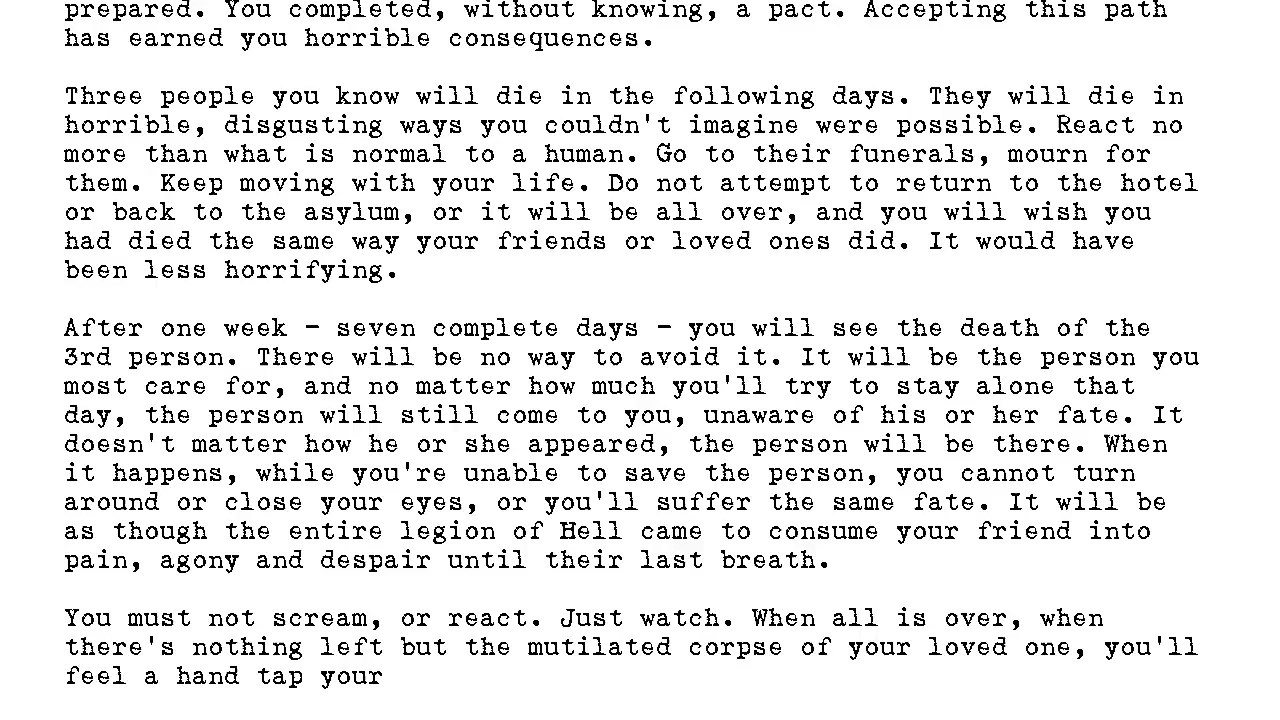 prepared. You completed, without knowing, a pact. Accepting this path
has earned you horrible consequences.
Three people you know will die in the following days. They will die in
horrible, disgusting ways you couldn't imagine were possible. React no
more than what is normal to a human. Go to their funerals, mourn for
them. Keep moving with your life. Do not attempt to return to the hotel
or back to the asylum, or it will be all over, and you will wish you
had died the same way your friends or loved ones did. It would have
been less horrifying.
After one week - seven complete days - you will see the death of the
3rd person. There will be no way to avoid it. It will be the person you
most care for, and no matter how much you'll try to stay alone that
day, the person will still come to you, unaware of his or her fate. It
doesn't matter how he or she appeared, the person will be there. When
it happens, while you're unable to save the person, you cannot turn
around or close your eyes, or you'll suffer the same fate. It will be
as though the entire legion of Hell came to consume your friend into
pain, agony and despair until their last breath.
You must not scream, or react. Just watch. When all is over, when
there's nothing left but the mutilated corpse of your loved one, you'll
feel a hand tap your